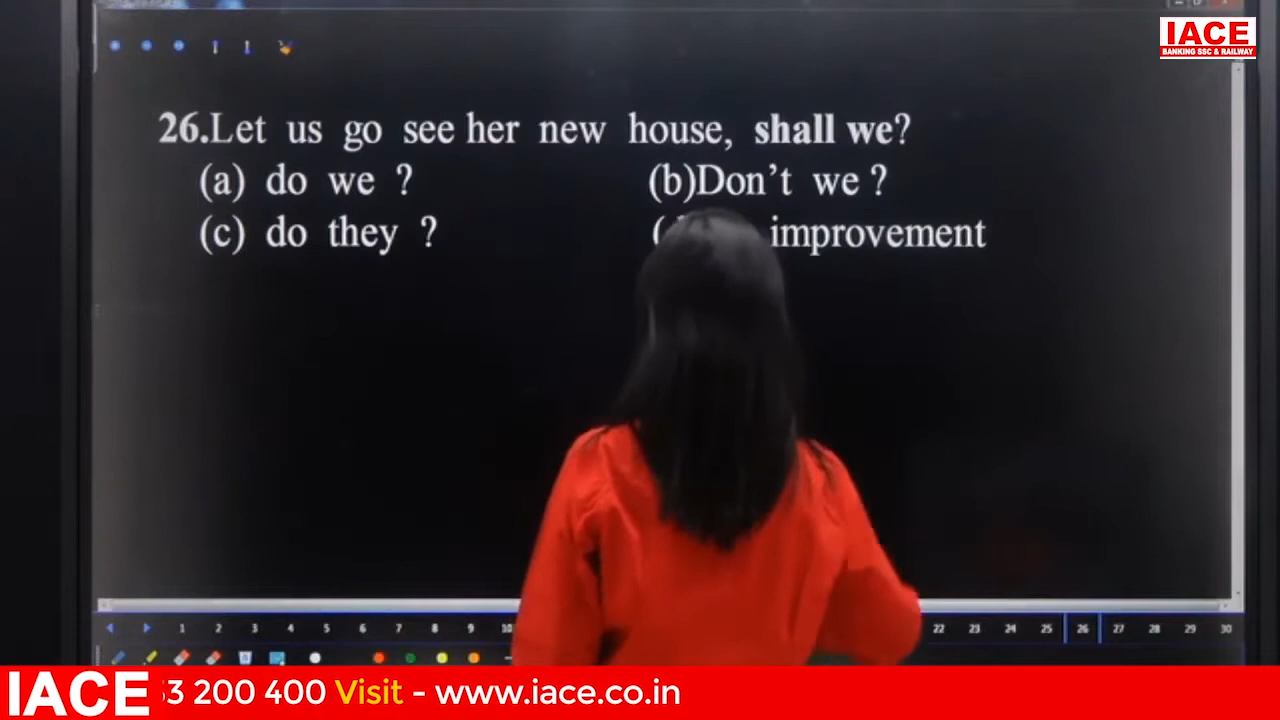 IACE
BANKING SSC & RAILWAY
26.Let us go see her new house, shall we?
(a) do we ?
(b)Don't we ?
(c) do they ?
improvement
1 2 3 4 5 6 7 8 9 10 22 23 24 25 26 27 28 29 30
IACE 3 200 400 Visit - www.iace.co.in